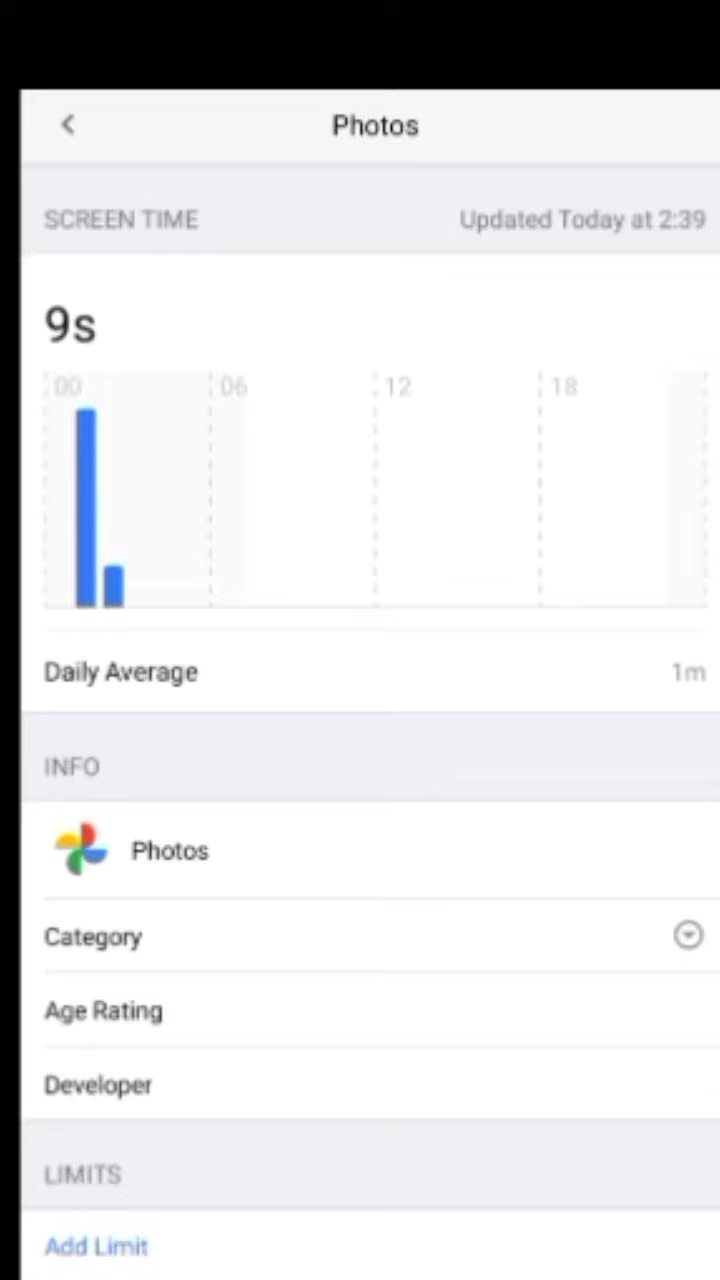 Photos
SCREEN TIME Updated Today at 2:39
9s
00 06 12 18
Daily Average 1m
INFO
Photos
Category
Age Rating
Developer
LIMITS
Add Limit